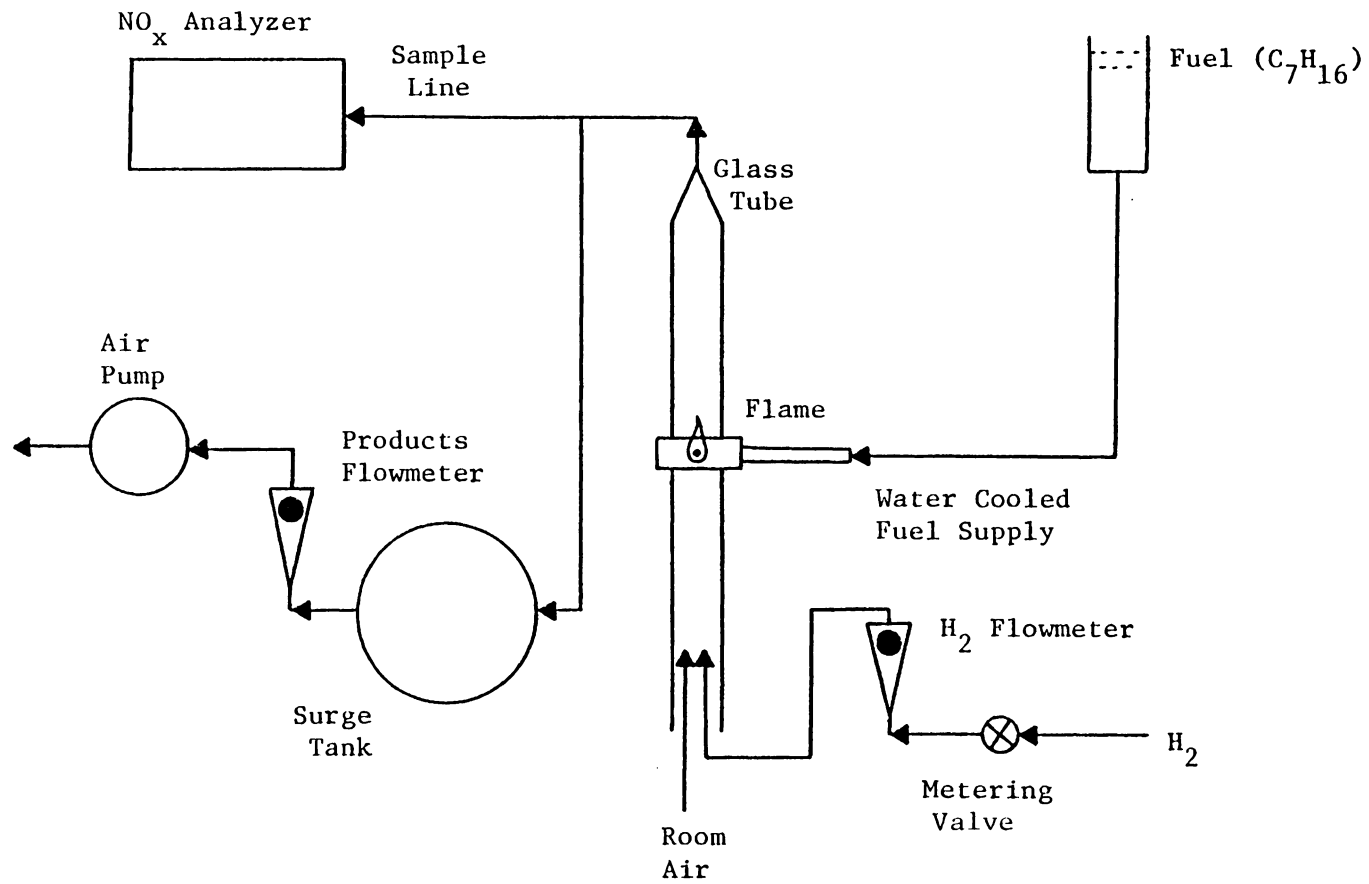 NOx Analyzer
Sample
Line
Fuel (C7H16)
Glass
Tube
Air
Pump
Products
Flowmeter
Flame
Water Cooled
Fuel Supply
H2 Flowmeter
Surge
Tank
H2
Metering
Valve
Room
Air